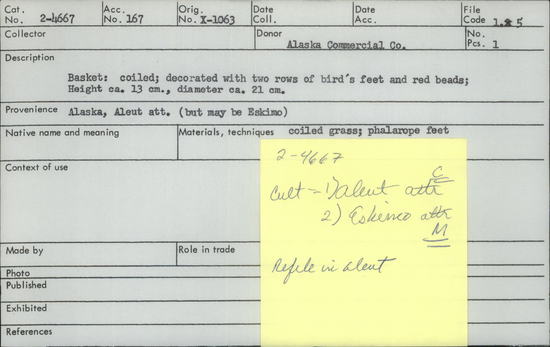 Cat. No. 2-4667 Acc. No. 167 Orig. No. X-1063 Date Coll. Date Acc. File Code 1.2 5
Collector Donor Alaska Commercial Co. No. Pcs. 1
Description
Basket: coiled; decorated with two rows of bird's feet and red beads;
Height ca. 13 cm., diameter ca. 21 cm.
Provenience Alaska, Aleut att. (but may be Eskimo)
Native name and meaning Materials, techniques coiled grass; phalarope feet
2-4667
Context of use
Cult = 1) aleut attr C
2) Eskimo attr
M
Made by Role in trade
Refile in aleut
Photo
Published
Exhibited
References